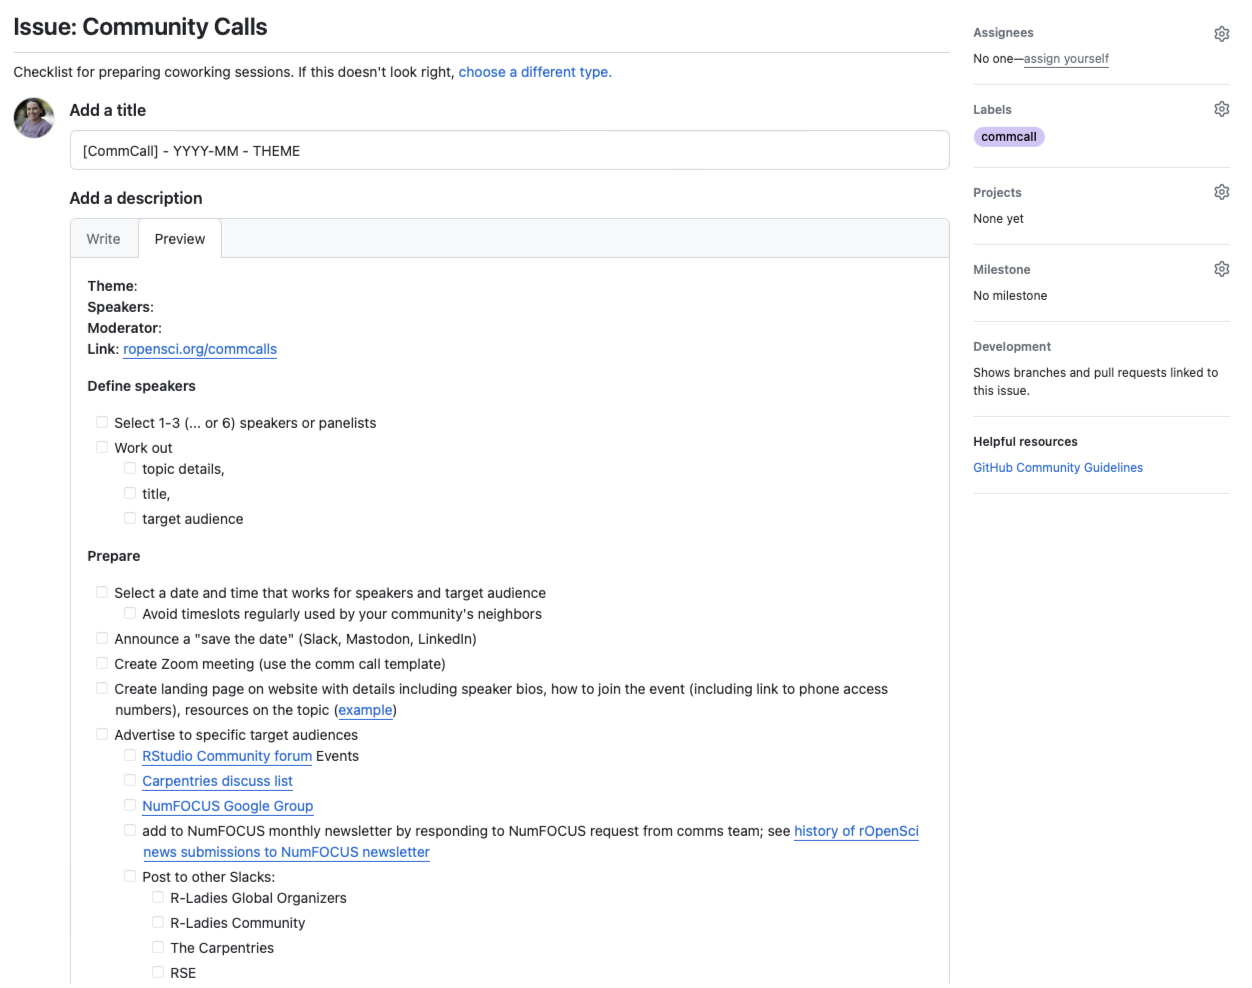 Issue: Community Calls
Checklist for preparing coworking sessions. If this doesn't look right, choose a different type.
Add a title
[CommCall] - YYYY-MM - THEME
Add a description
Write
Preview
Theme:
Speakers:
Moderator:
Link: ropensci.org/commcalls
Define speakers
Select 1-3 (... or 6) speakers or panelists
Work out
topic details,
title,
target audience
Prepare
Select a date and time that works for speakers and target audience
Avoid timeslots regularly used by your community's neighbors
Announce a "save the date" (Slack, Mastodon, LinkedIn)
Create Zoom meeting (use the comm call template)
Create landing page on website with details including speaker bios, how to join the event (including link to phone access
numbers), resources on the topic (example)
Advertise to specific target audiences
RStudio Community forum Events
Carpentries discuss list
NumFOCUS Google Group
add to NumFOCUS monthly newsletter by responding to NumFOCUS request from comms team; see history of rOpenSci
news submissions to NumFOCUS newsletter
Post to other Slacks:
R-Ladies Global Organizers
R-Ladies Community
The Carpentries
RSE
Assignees
No one—assign yourself
Labels
commcall
Projects
None yet
Milestone
No milestone
Development
Shows branches and pull requests linked to
this issue.
Helpful resources
GitHub Community Guidelines